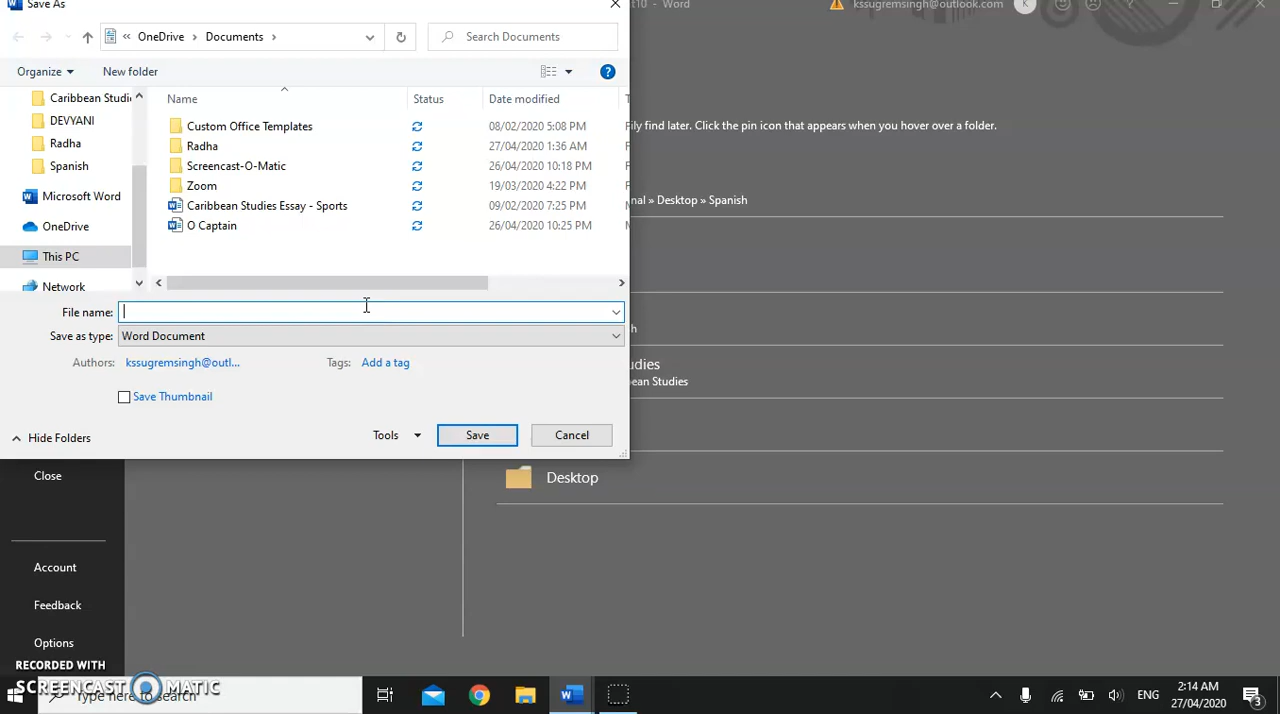 Save As
t10 - Word
kssugremsingh@outlook.com
K
« OneDrive › Documents ›
Search Documents
Organize
New folder
Name
Status
Date modified
Caribbean Studi
DEVYANI
Radha
Spanish
Microsoft Word
OneDrive
This PC
Network
Custom Office Templates 08/02/2020 5:08 PM
Radha 27/04/2020 1:36 AM
Screencast-O-Matic 26/04/2020 10:18 PM
Zoom 19/03/2020 4:22 PM
Caribbean Studies Essay - Sports 09/02/2020 7:25 PM
O Captain 26/04/2020 10:25 PM
ily find later. Click the pin icon that appears when you hover over a folder.
nal » Desktop » Spanish
h
udies
ean Studies
File name:
Save as type: Word Document
Authors: kssugremsingh@outl...
Tags: Add a tag
Save Thumbnail
Hide Folders
Tools
Save
Cancel
Desktop
Close
Account
Feedback
Options
RECORDED WITH
SCREENCAST MATIC
Type here to search
ENG
2:14 AM
27/04/2020
3